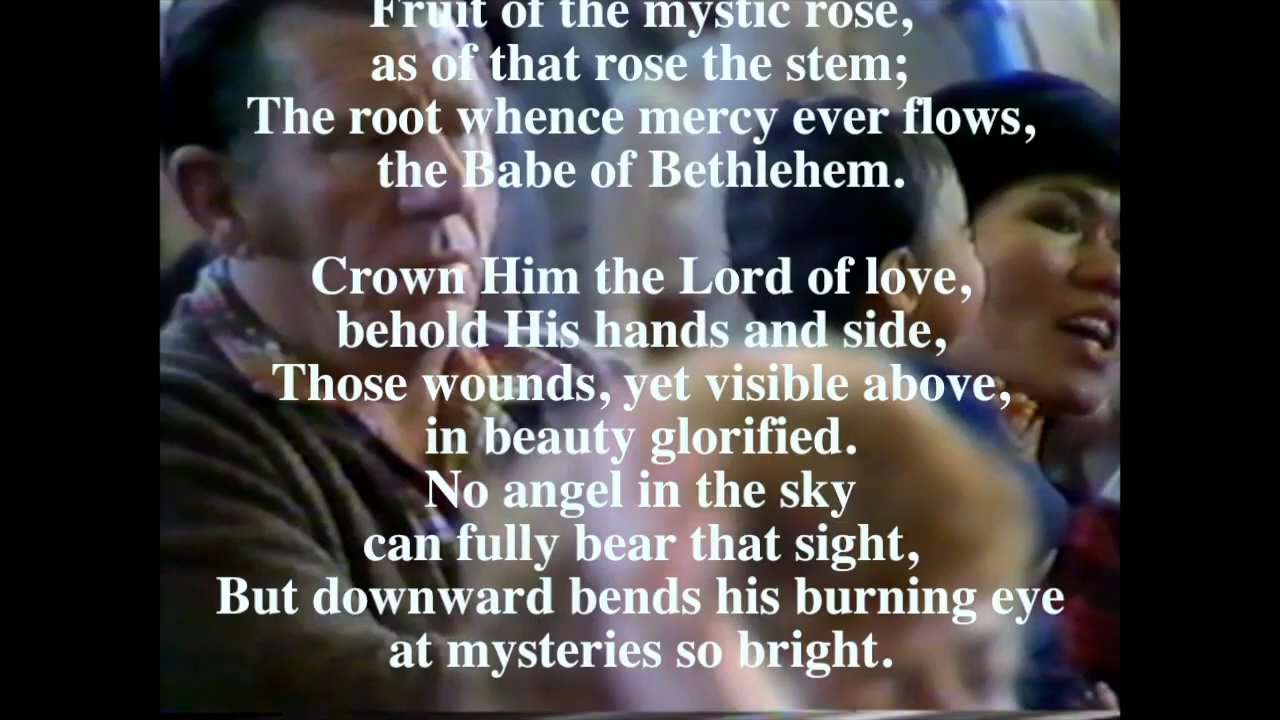 Fruit of the mystic rose,
as of that rose the stem;
The root whence mercy ever flows,
the Babe of Bethlehem.
Crown Him the Lord of love,
behold His hands and side,
Those wounds, yet visible above,
in beauty glorified.
No angel in the sky
can fully bear that sight,
But downward bends his burning eye
at mysteries so bright.